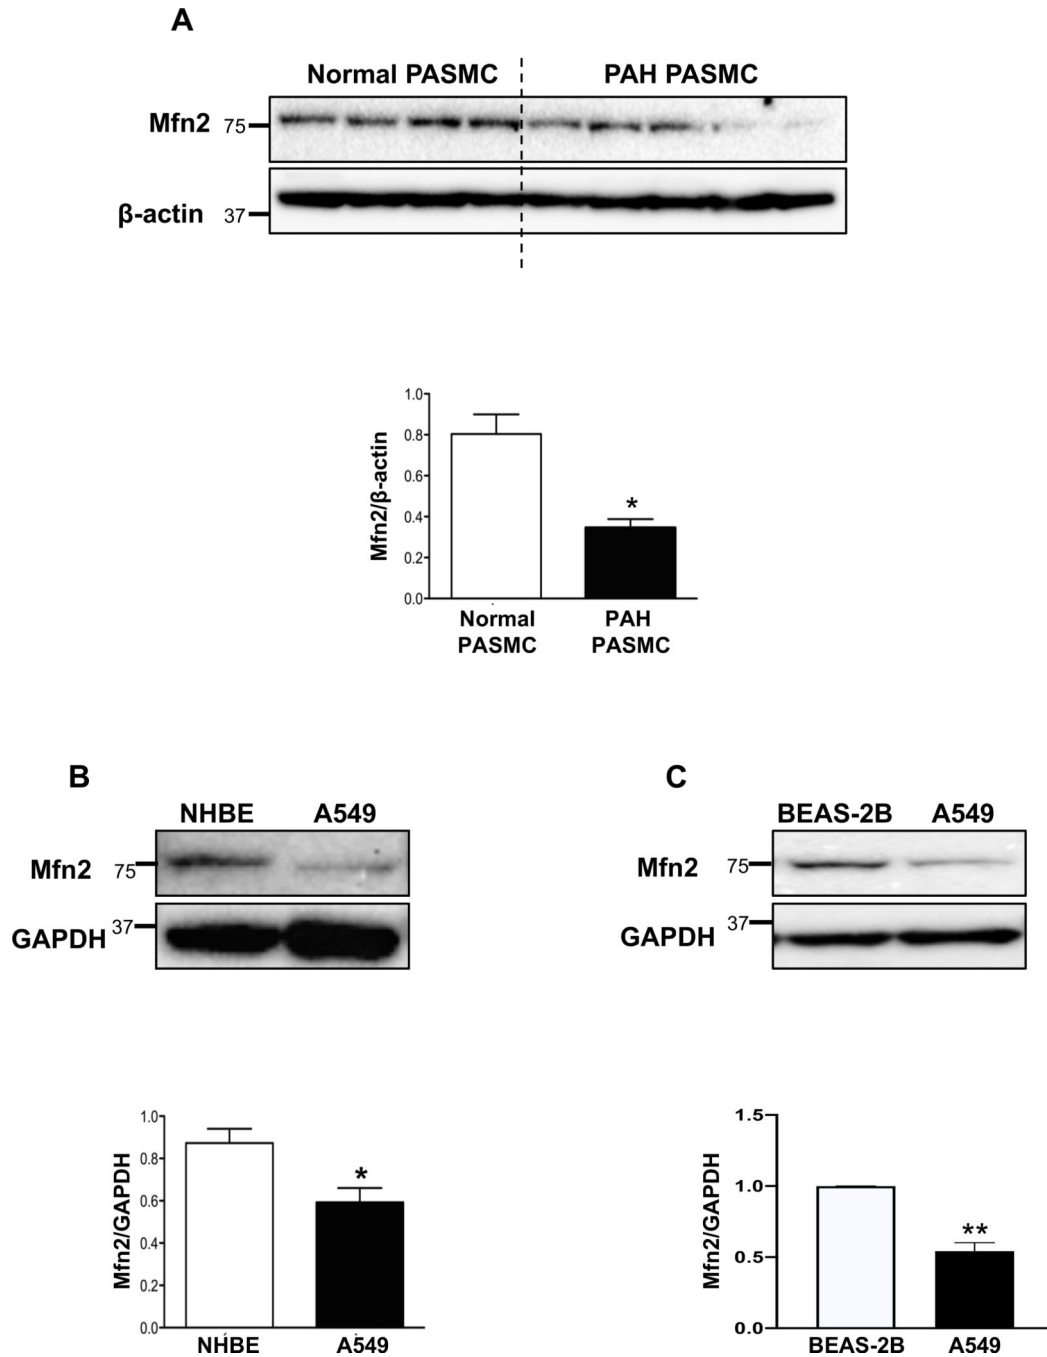 A
Normal PASMC PAH PASMC
Mfn2 75
β-actin 37
1.0
0.8
0.6
0.4
0.2
0.0
Mfn2/β-actin
*
Normal PASMC
PAH PASMC
B
NHBE A549
Mfn2 75
GAPDH 37
1.0
0.8
0.6
0.4
0.2
0.0
Mfn2/GAPDH
*
NHBE A549
C
BEAS-2B A549
Mfn2 75
GAPDH 37
1.5
1.0
0.5
0.0
Mfn2/GAPDH
**
BEAS-2B A549